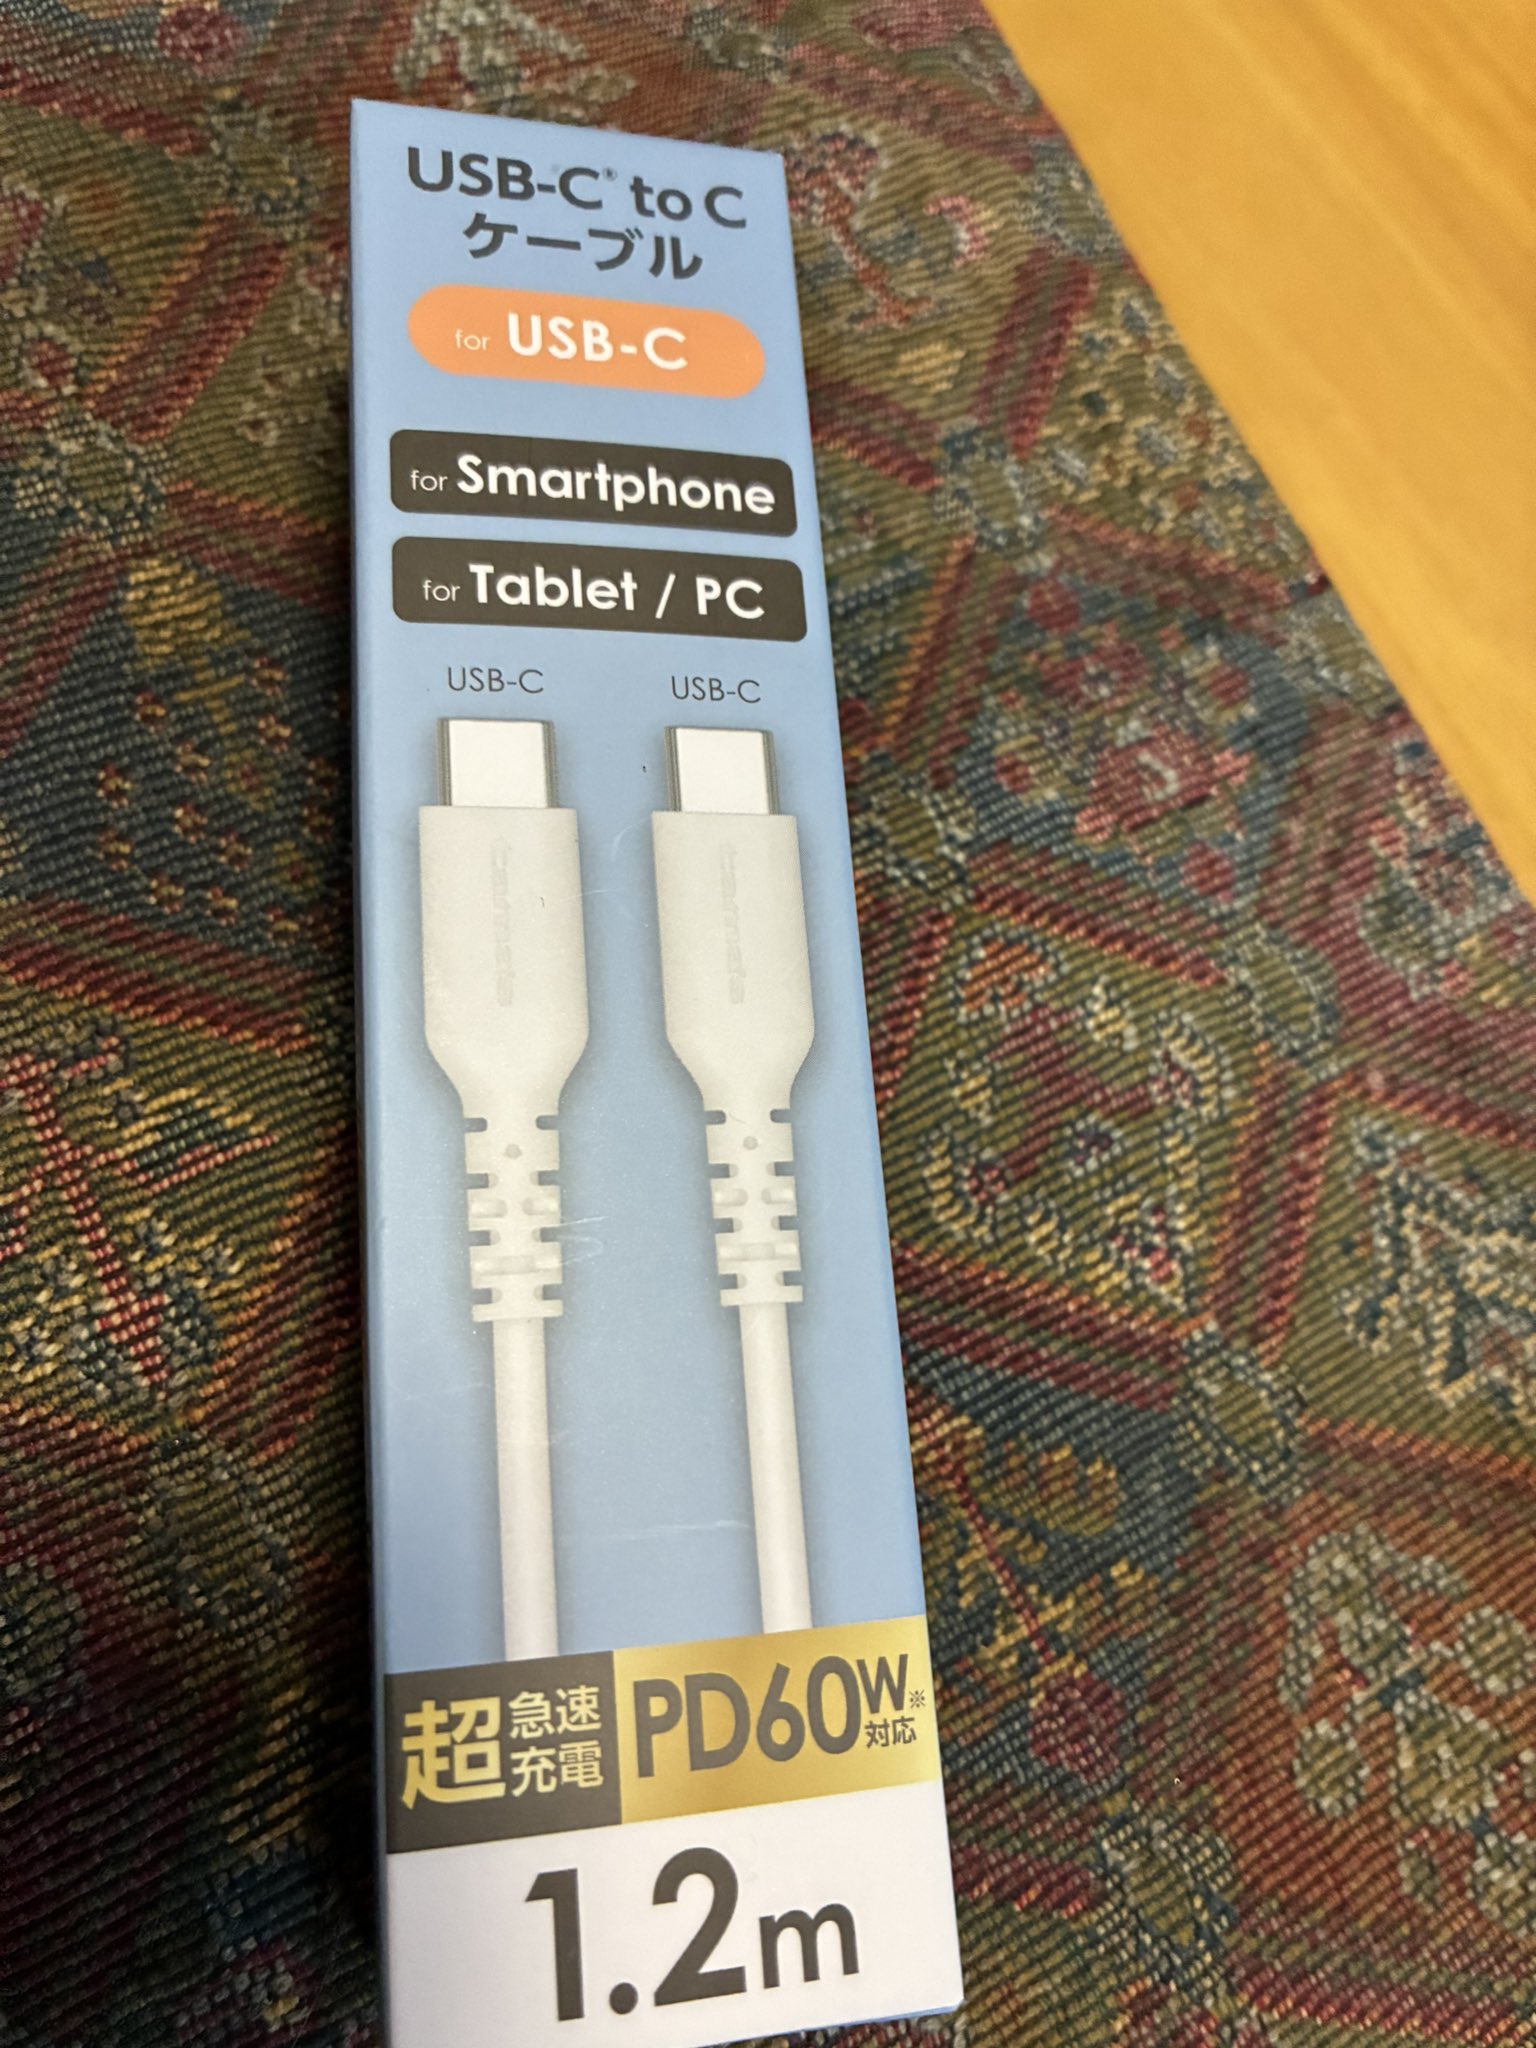 USB-C® to C
ケーブル
for USB-C
for Smartphone
for Tablet / PC
USB-C USB-C
超急速充電
PD60W※対応
1.2m